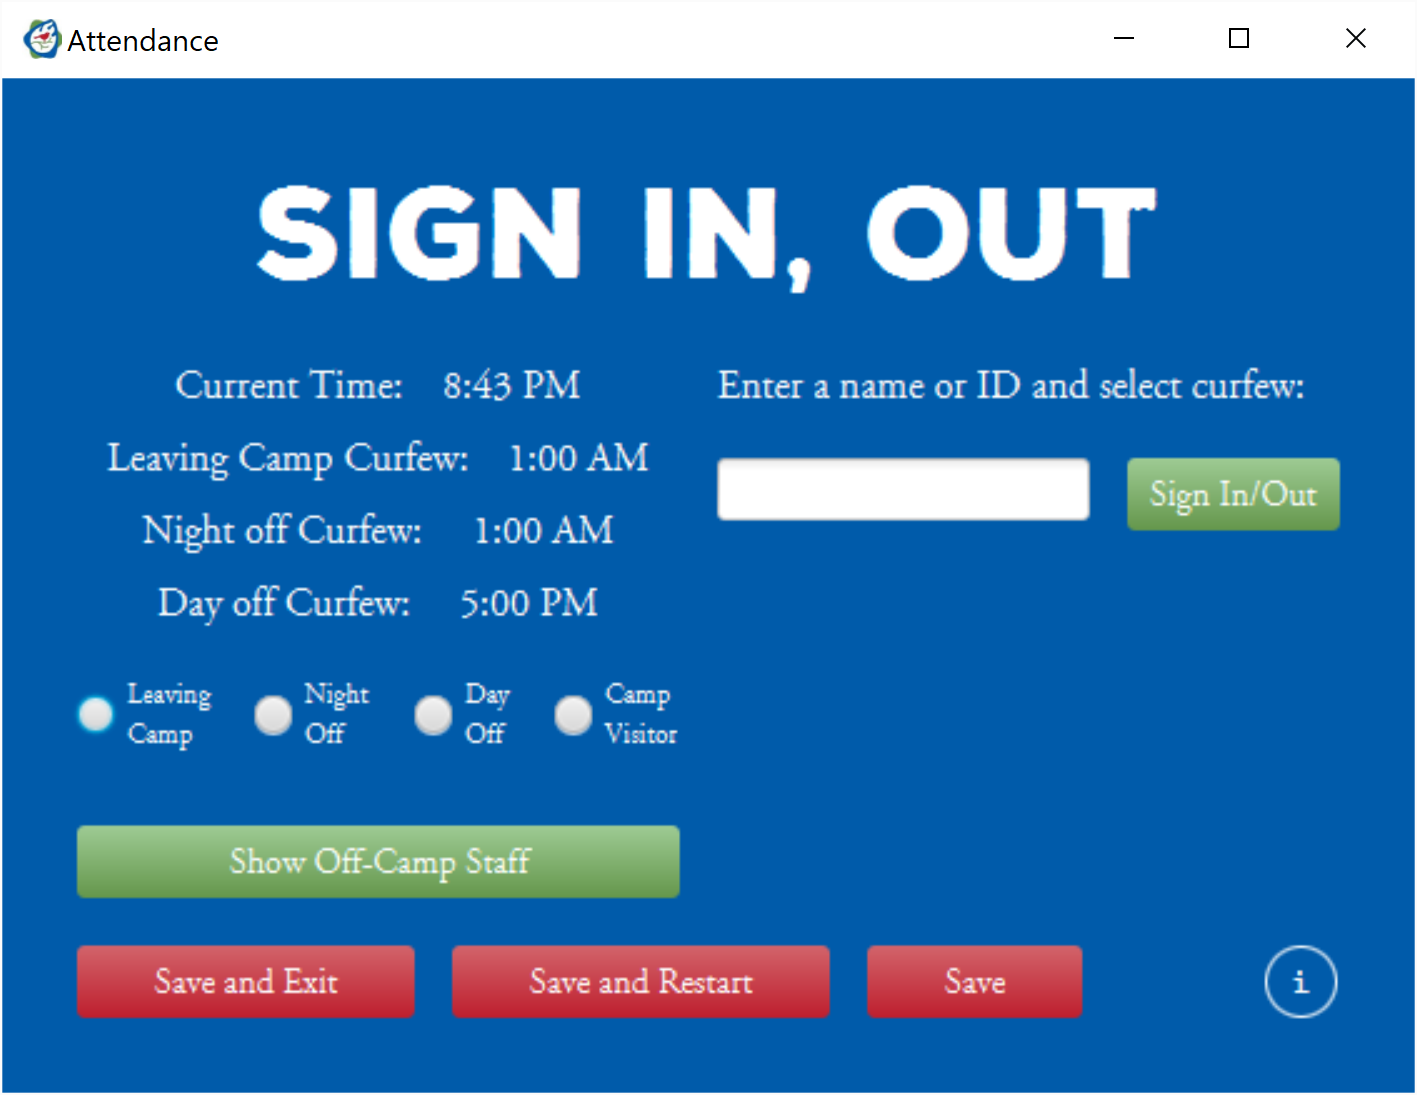 Attendance
SIGN IN, OUT
Current Time: 8:43 PM
Leaving Camp Curfew: 1:00 AM
Night off Curfew: 1:00 AM
Day off Curfew: 5:00 PM
Enter a name or ID and select curfew:
Sign In/Out
Leaving
Camp
Night
Off
Day
Off
Camp
Visitor
Show Off-Camp Staff
Save and Exit
Save and Restart
Save
i